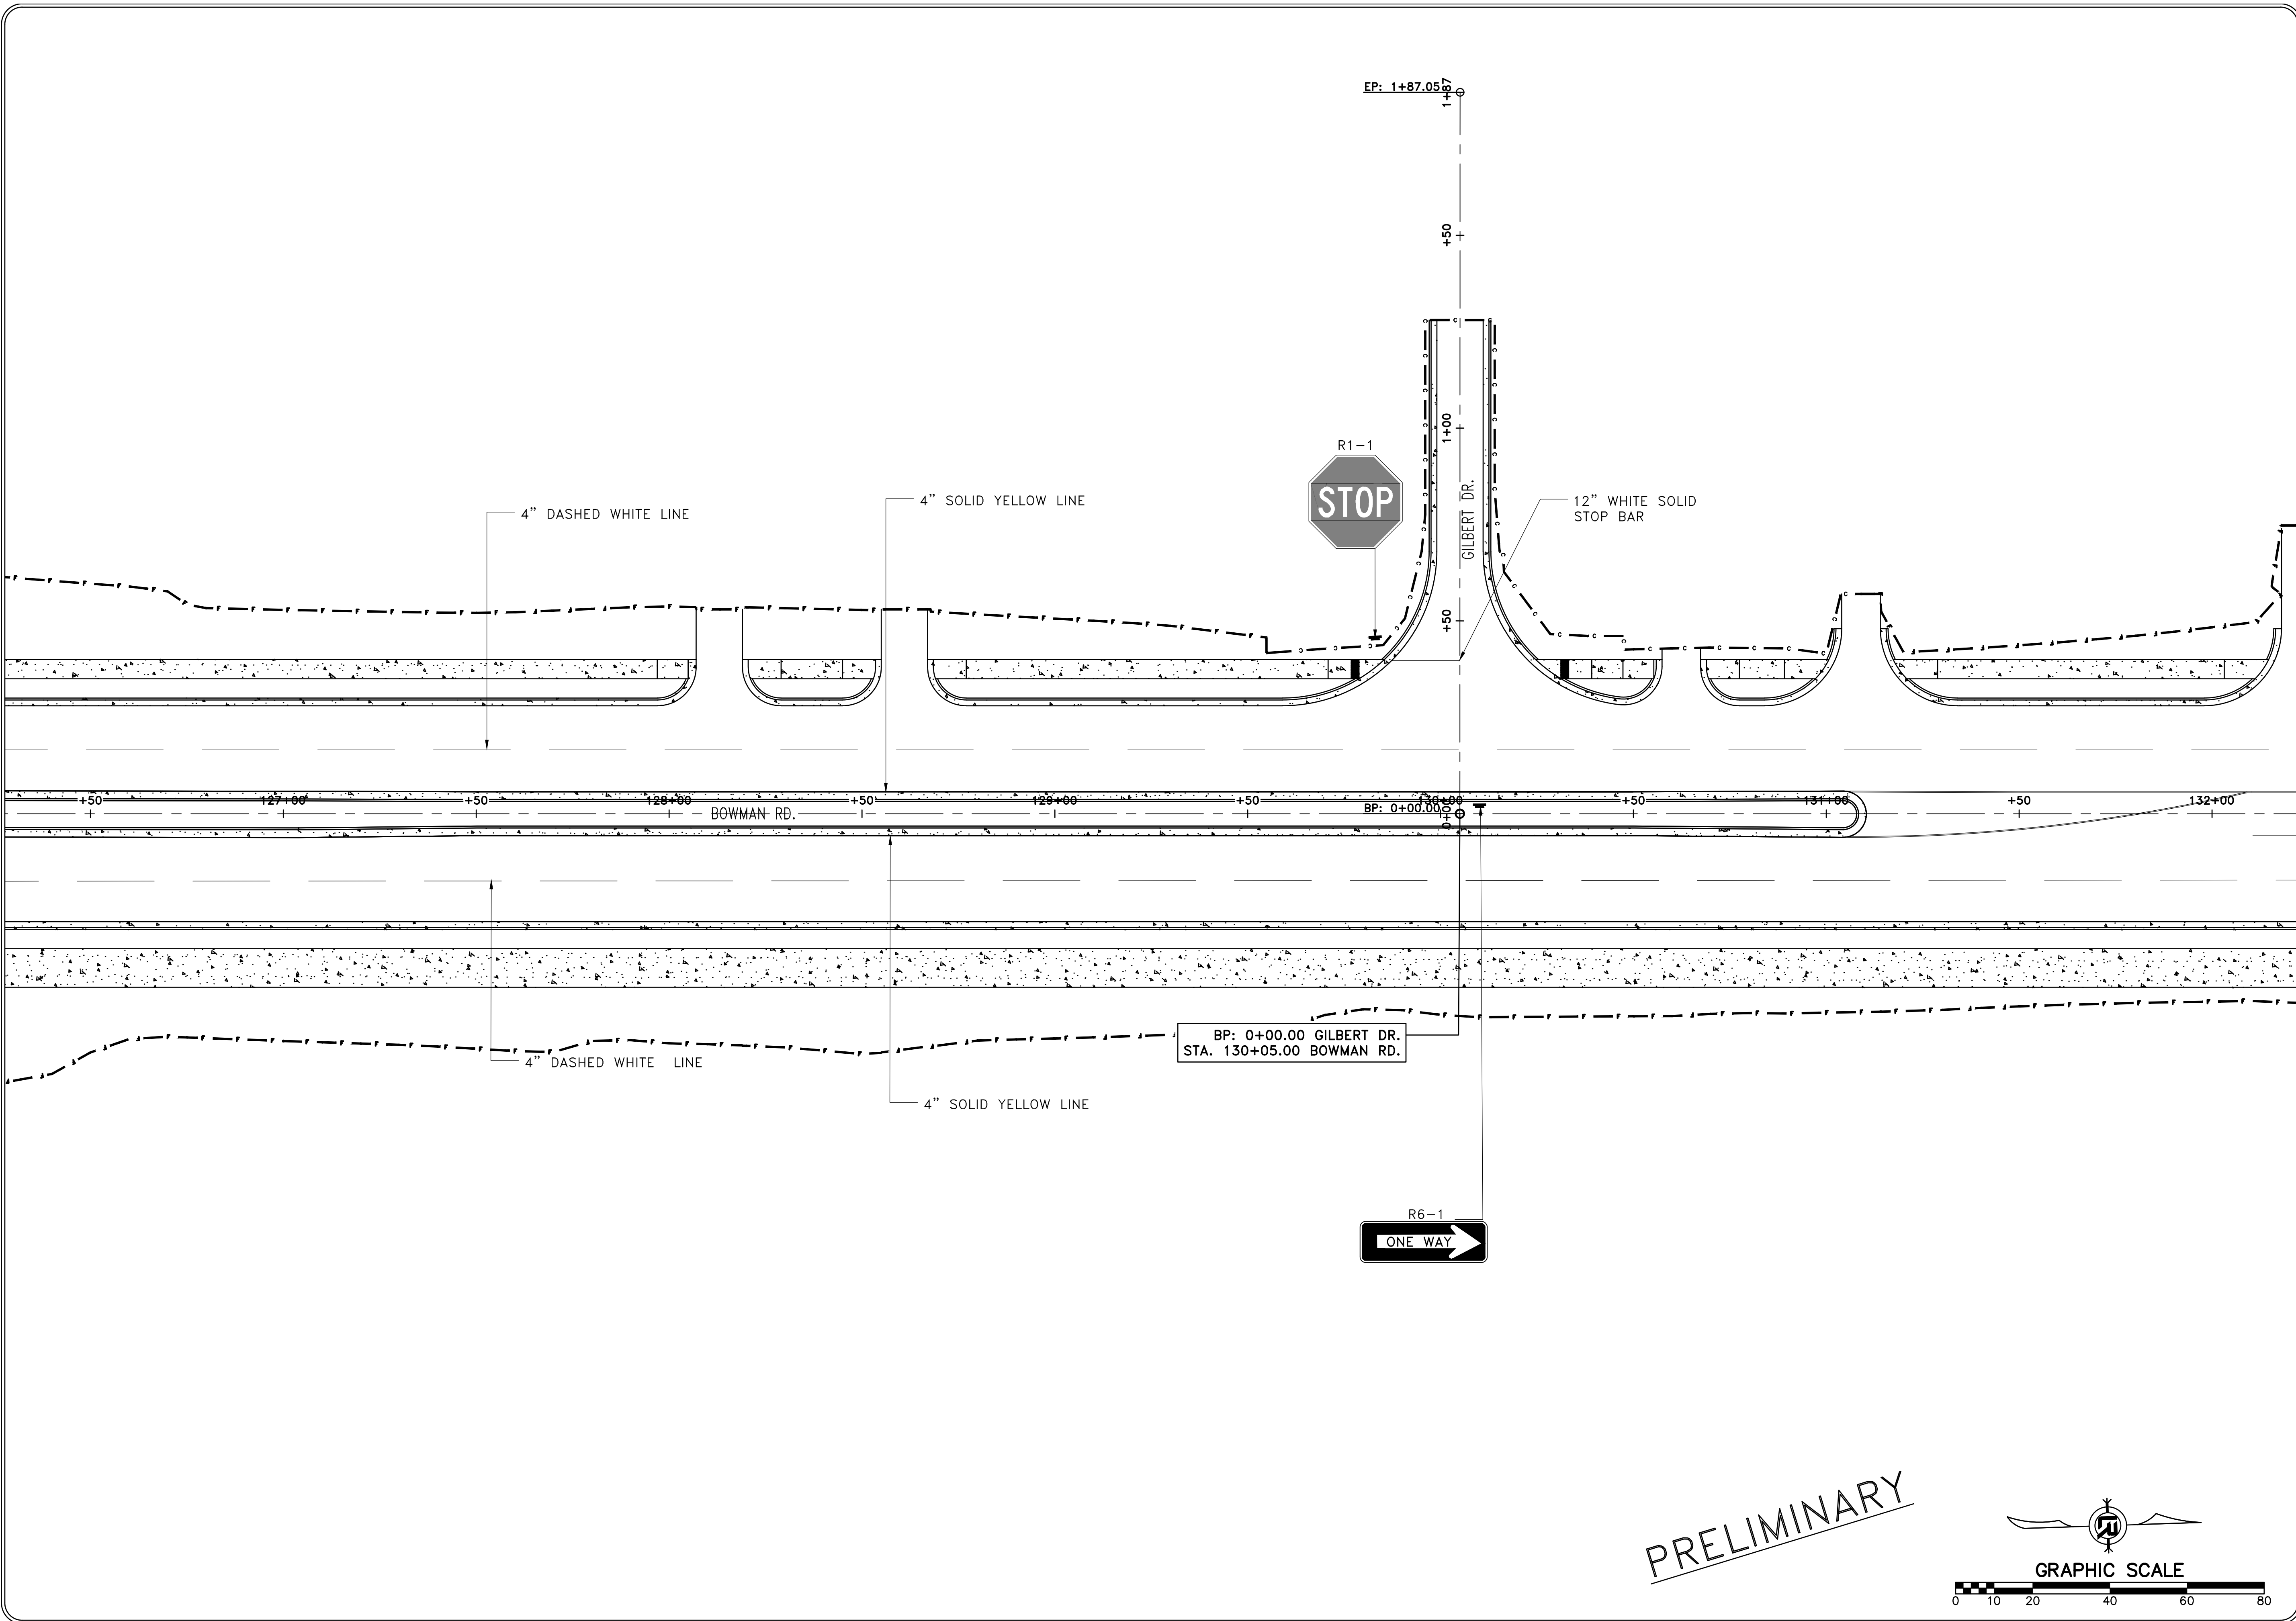 EP: 1+87.05
1+87
+50
1+00
R1-1
STOP
GILBERT DR.
12” WHITE SOLID
STOP BAR
4” DASHED WHITE LINE
4” SOLID YELLOW LINE
+50
+50
127+00
+50
128+00
BOWMAN RD.
+50
129+00
+50
130+00
BP: 0+00.00
0+00
+50
131+00
+50
132+00
BP: 0+00.00 GILBERT DR.
STA. 130+05.00 BOWMAN RD.
4” DASHED WHITE LINE
4” SOLID YELLOW LINE
R6-1
ONE WAY
PRELIMINARY
GRAPHIC SCALE
0 10 20 40 60 80